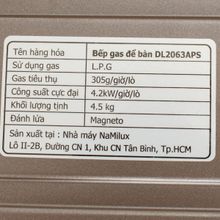 Tên hàng hóa Bếp gas để bàn DL2063APS
Sử dụng gas L.P.G
Gas tiêu thụ 305g/giờ/lò
Công suất cực đại 4.2kW/giờ/lò
Khối lượng tịnh 4.5 kg
Đánh lửa Magneto
Sản xuất tại : Nhà máy NaMilux
Lô II-2B, Đường CN 1, Khu CN Tân Bình, Tp.HCM